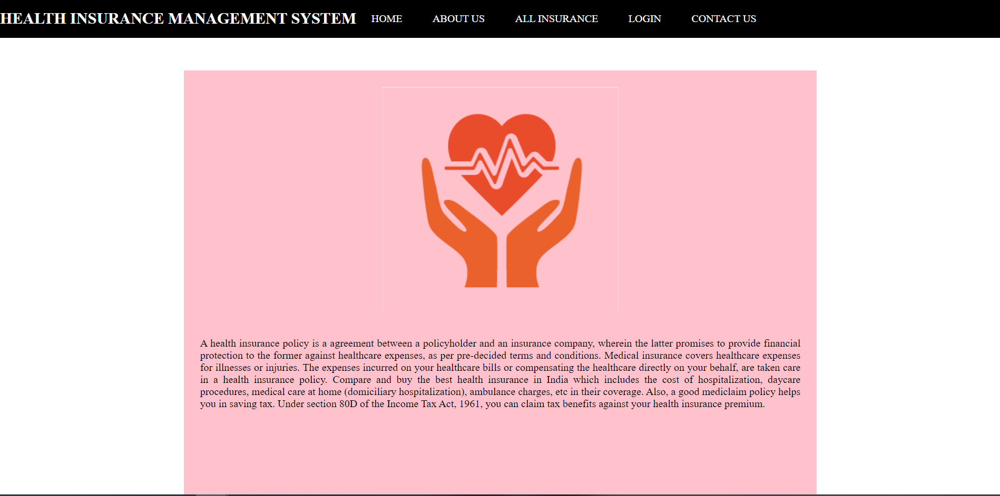 HEALTH INSURANCE MANAGEMENT SYSTEM HOME ABOUT US ALL INSURANCE LOGIN CONTACT US
A health insurance policy is a agreement between a policyholder and an insurance company, wherein the latter promises to provide financial
protection to the former against healthcare expenses, as per pre-decided terms and conditions. Medical insurance covers healthcare expenses
for illnesses or injuries. The expenses incurred on your healthcare bills or compensating the healthcare directly on your behalf, are taken care
in a health insurance policy. Compare and buy the best health insurance in India which includes the cost of hospitalization, daycare
procedures, medical care at home (domiciliary hospitalization), ambulance charges, etc in their coverage. Also, a good mediclaim policy helps
you in saving tax. Under section 80D of the Income Tax Act, 1961, you can claim tax benefits against your health insurance premium.